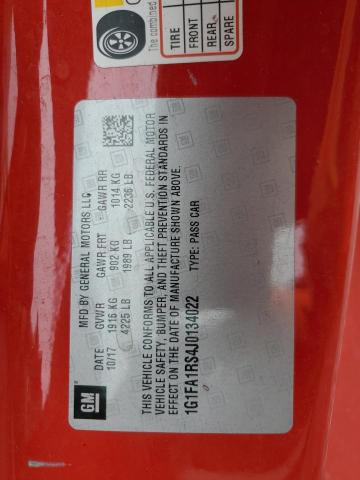 The combined
TIRE
FRONT
REAR
SPARE
GM
MFD BY GENERAL MOTORS LLC
DATE GVWR GAWR FRT GAWR RR
10/17 1916 KG 902 KG 1014 KG
4225 LB 1989 LB 2236 LB
THIS VEHICLE CONFORMS TO ALL APPLICABLE U.S. FEDERAL MOTOR
VEHICLE SAFETY, BUMPER, AND THEFT PREVENTION STANDARDS IN
EFFECT ON THE DATE OF MANUFACTURE SHOWN ABOVE.
1G1FA1RS4J0134022 TYPE: PASS CAR